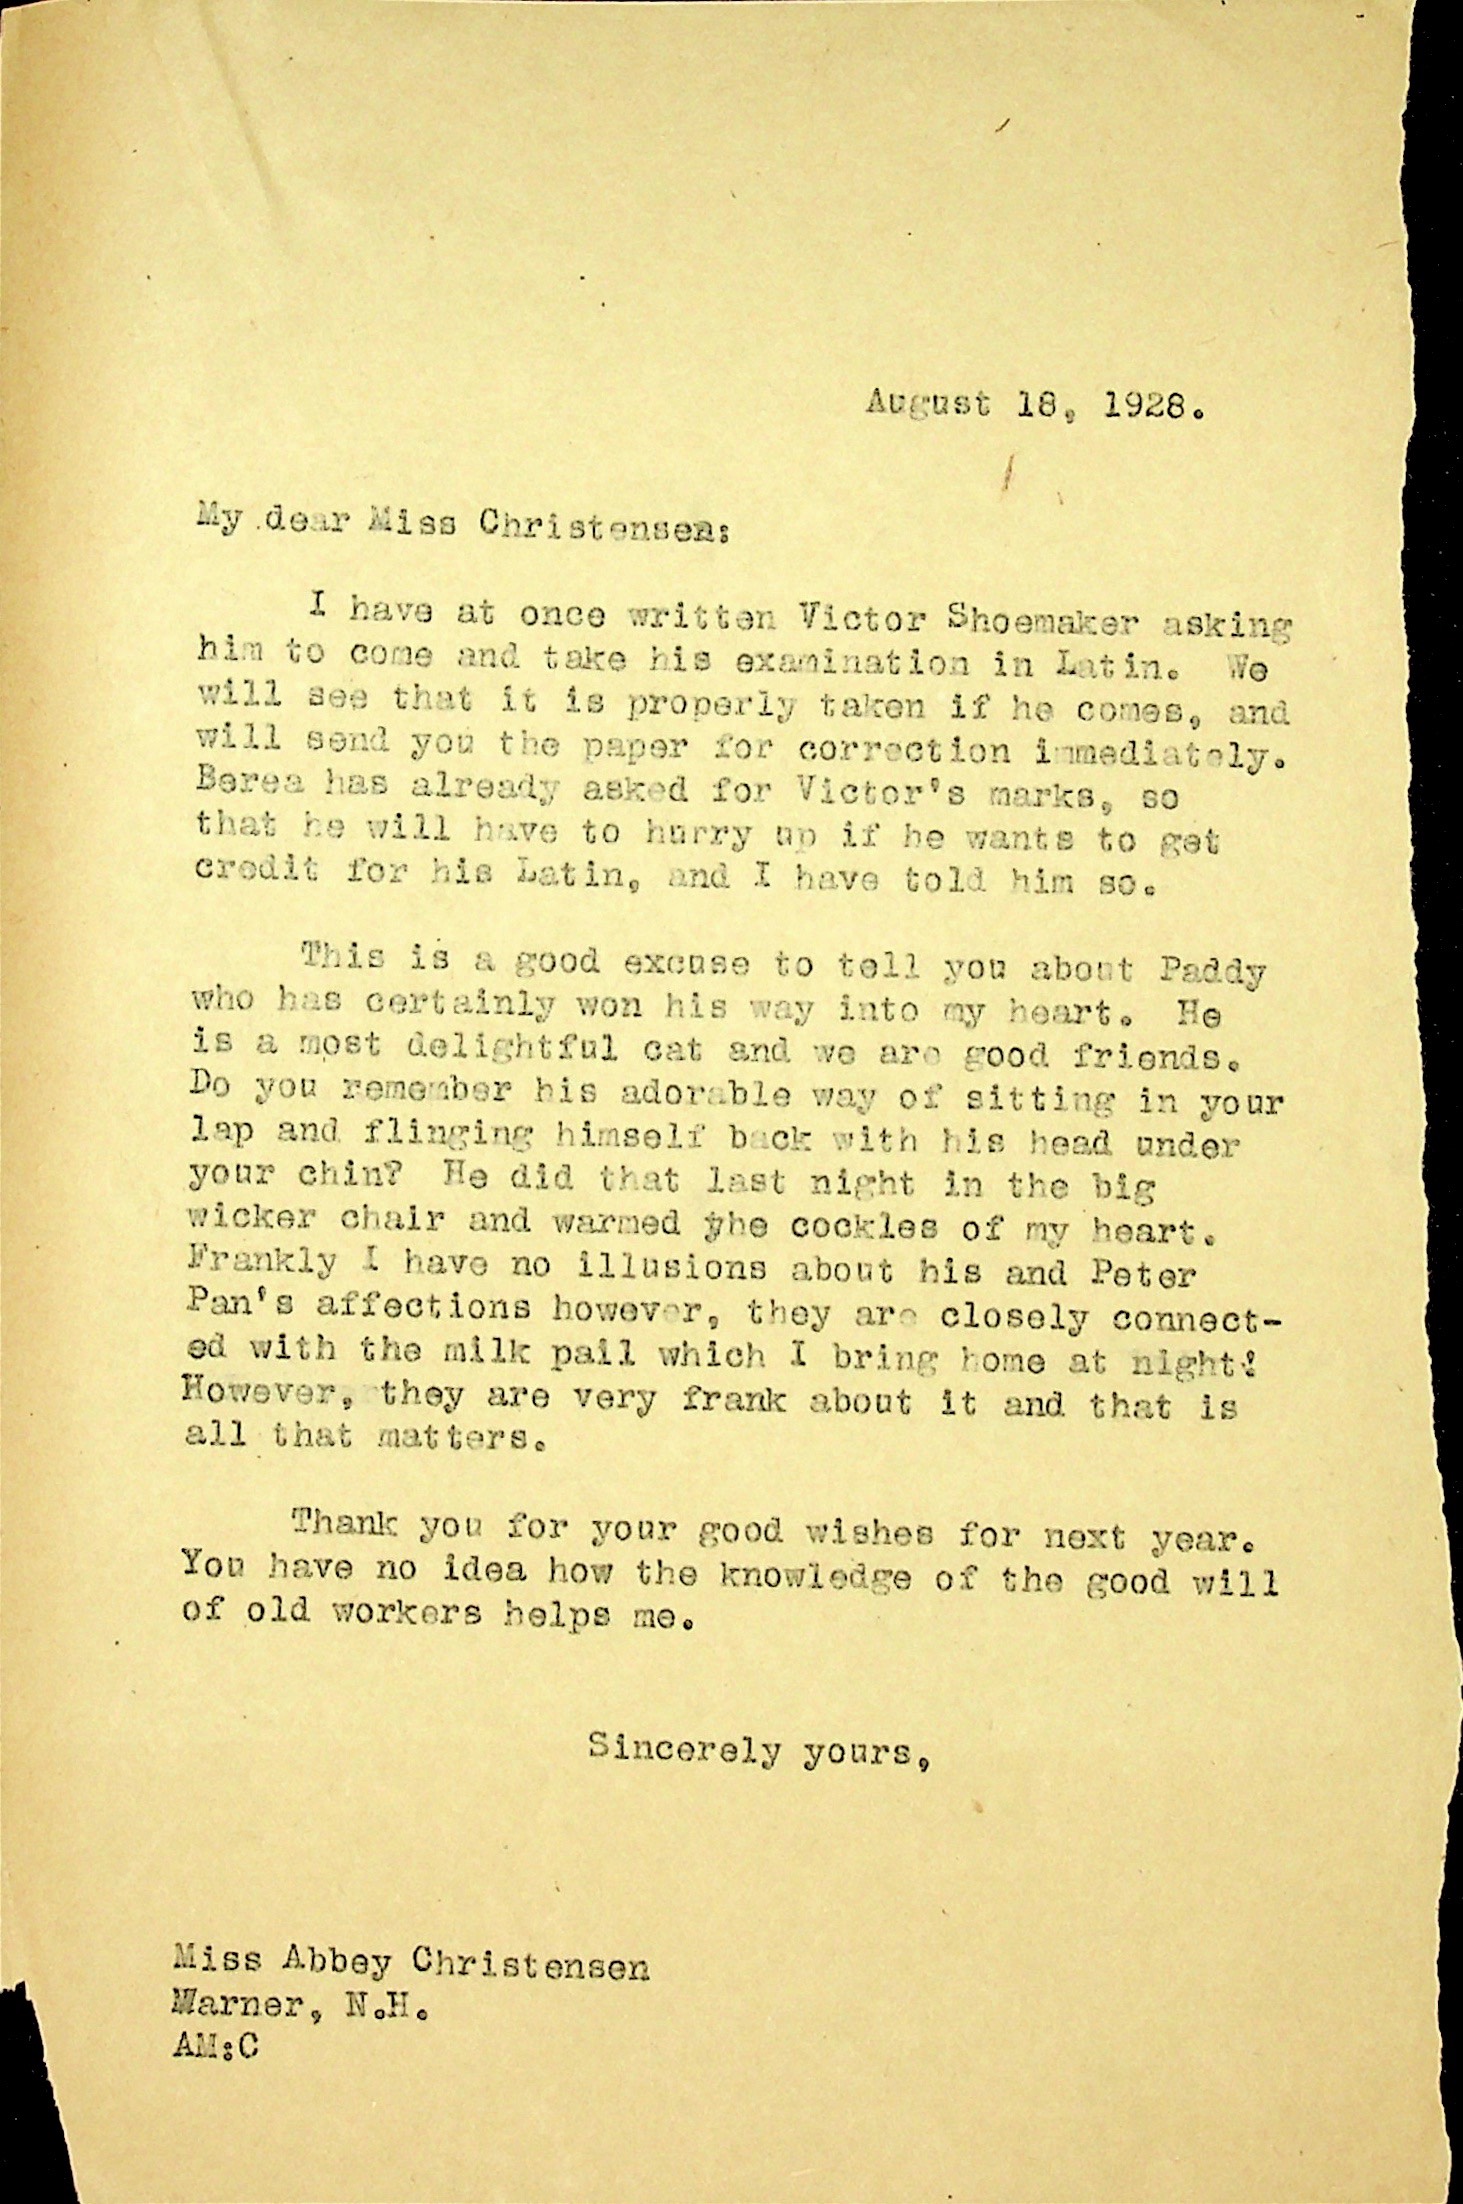 August 18, 1928.
My dear Miss Christensen:
I have at once written Victor Shoemaker asking
him to come and take his examination in Latin. We
will see that it is properly taken if he comes, and
will send you the paper for correction immediately.
Berea has already asked for Victor's marks, so
that he will have to hurry up if he wants to get
credit for his Latin, and I have told him so.
This is a good excuse to tell you about Paddy
who has certainly won his way into my heart. He
is a most delightful cat and we are good friends.
Do you remember his adorable way of sitting in your
lap and flinging himself back with his head under
your chin? He did that last night in the big
wicker chair and warmed the cockles of my heart.
Frankly I have no illusions about his and Peter
Pan's affections however, they are closely connect-
ed with the milk pail which I bring home at night!
However, they are very frank about it and that is
all that matters.
Thank you for your good wishes for next year.
You have no idea how the knowledge of the good will
of old workers helps me.
Sincerely yours,
Miss Abbey Christensen
Warner, N.H.
AM:C